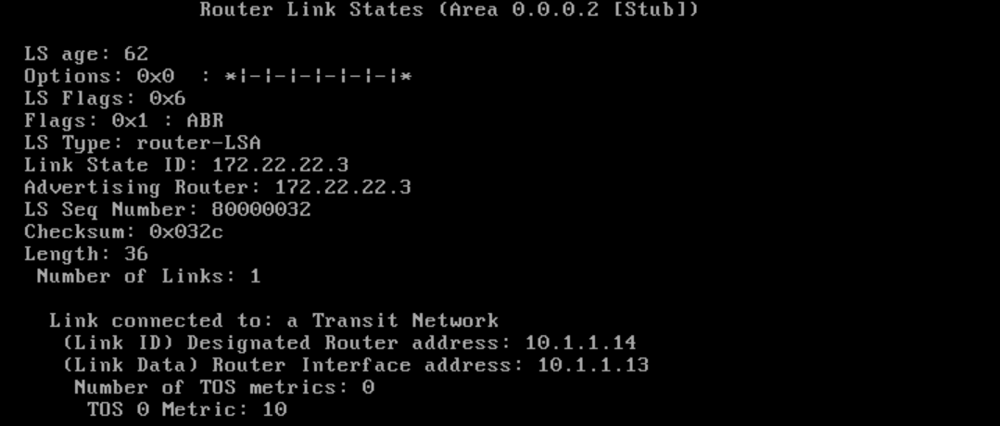 Router Link States (Area 0.0.0.2 [Stub])
LS age: 62
Options: 0x0  : *|-|-|-|-|-|-|*
LS Flags: 0x6
Flags: 0x1 : ABR
LS Type: router-LSA
Link State ID: 172.22.22.3
Advertising Router: 172.22.22.3
LS Seq Number: 80000032
Checksum: 0x032c
Length: 36
Number of Links: 1
Link connected to: a Transit Network
(Link ID) Designated Router address: 10.1.1.14
(Link Data) Router Interface address: 10.1.1.13
Number of TOS metrics: 0
TOS 0 Metric: 10